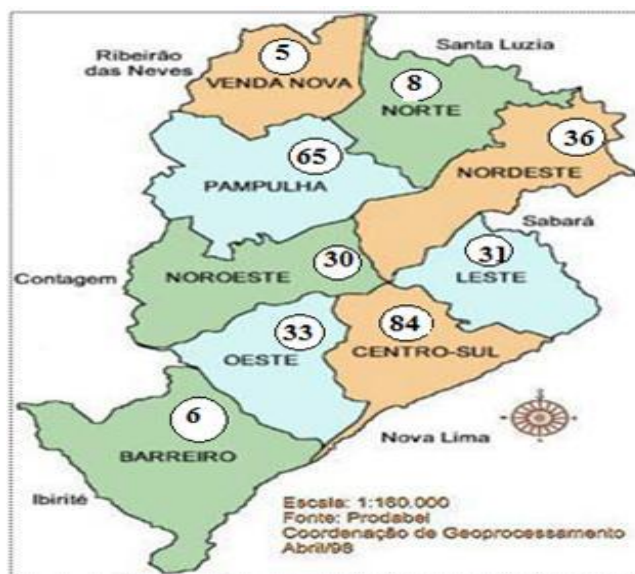 Ribeirão
das Neves
5
VENDA NOVA
Santa Luzia
8
NORTE
36
NORDESTE
65
PAMPULHA
Sabará
31
LESTE
Contagem
NOROESTE
30
33
OESTE
84
CENTRO-SUL
6
BARREIRO
Nova Lima
Ibirité
Escala: 1:160.000
Fonte: Prodabel
Coordenação de Geoprocessamento
Abril/98